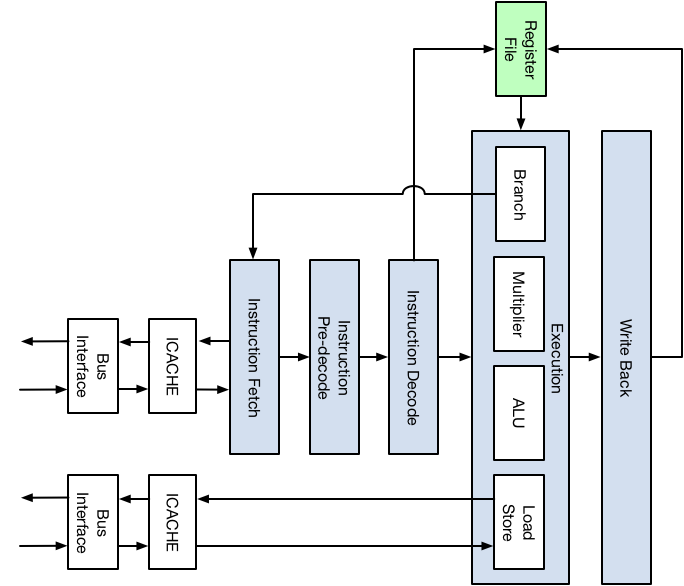 Register
File
Branch
Multiplier
Execution
ALU
Load
Store
Write Back
Instruction Fetch
Instruction
Pre-decode
Instruction Decode
Bus
Interface
ICACHE
Bus
Interface
ICACHE